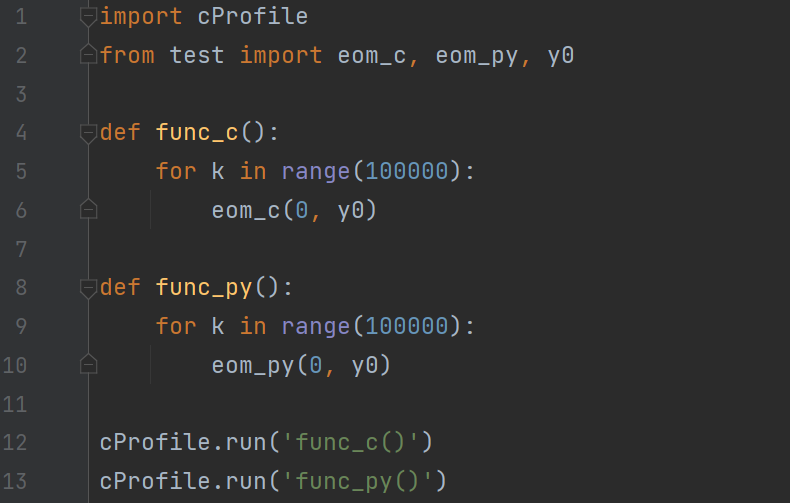 1 import cProfile
2 from test import eom_c, eom_py, y0
3
4 def func_c():
5     for k in range(100000):
6         eom_c(0, y0)
7
8 def func_py():
9     for k in range(100000):
10         eom_py(0, y0)
11
12 cProfile.run('func_c()')
13 cProfile.run('func_py()')